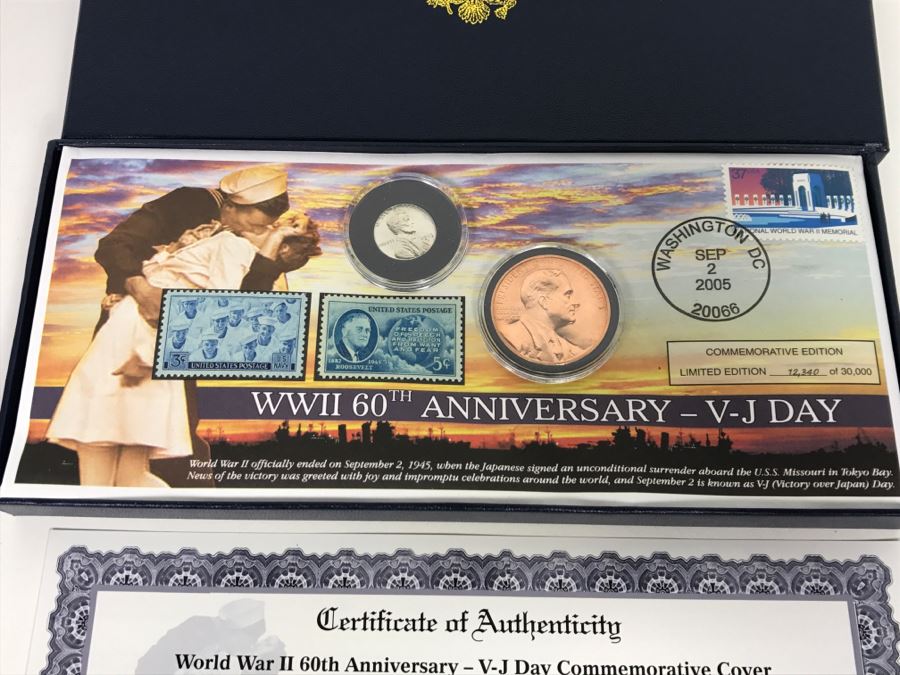 37
NATIONAL WORLD WAR II MEMORIAL
WASHINGTON DC
SEP
2
2005
20066
3¢
UNITED STATES POSTAGE
UNITED STATES POSTAGE
FREEDOM
OF SPEECH
AND RELIGION
FROM WANT
AND FEAR
1882 1945
ROOSEVELT
5¢
COMMEMORATIVE EDITION
LIMITED EDITION 12,340 of 30,000
WWII 60TH ANNIVERSARY – V-J DAY
World War II officially ended on September 2, 1945, when the Japanese signed an unconditional surrender aboard the U.S.S. Missouri in Tokyo Bay.
News of the victory was greeted with joy and impromptu celebrations around the world, and September 2 is known as V-J (Victory over Japan) Day.
Certificate of Authenticity
World War II 60th Anniversary – V-J Day Commemorative Cover